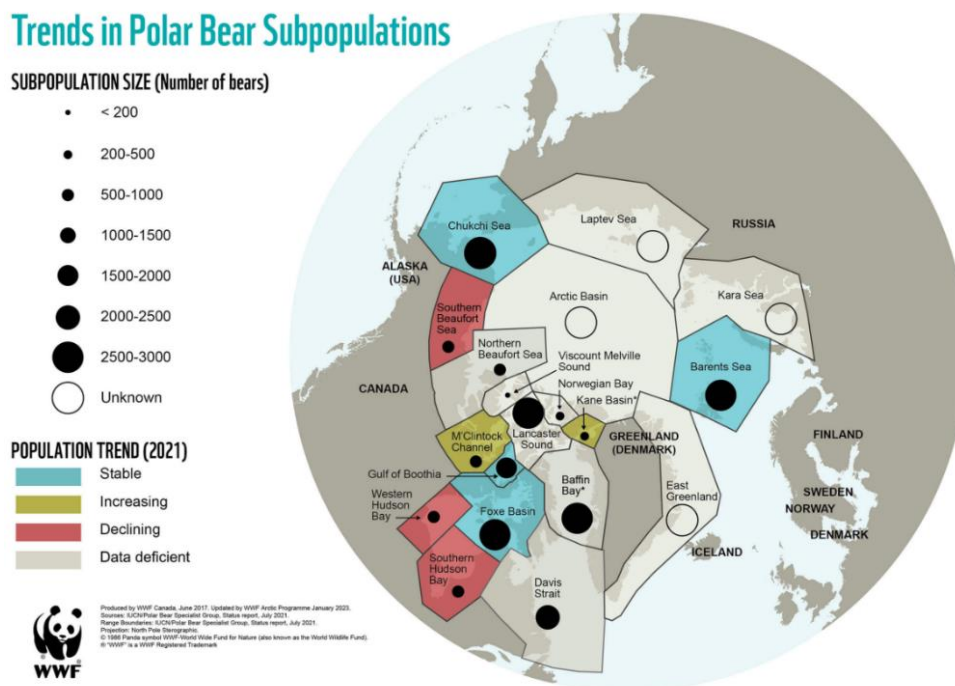 Trends in Polar Bear Subpopulations
SUBPOPULATION SIZE (Number of bears)
< 200
200-500
500-1000
1000-1500
1500-2000
2000-2500
2500-3000
Unknown
POPULATION TREND (2021)
Stable
Increasing
Declining
Data deficient
WWF
Produced by WWF Canada, June 2017. Updated by WWF Arctic Programme January 2023.
Sources: IUCN/Polar Bear Specialist Group, Status report, July 2021.
Range Boundaries: IUCN/Polar Bear Specialist Group, Status report, July 2021.
Projection: North Pole Stereographic.
© 1986 Panda symbol WWF-World Wide Fund for Nature (also known as the World Wildlife Fund).
® "WWF" is a WWF Registered Trademark
Chukchi Sea
Laptev Sea
RUSSIA
ALASKA
(USA)
Kara Sea
Arctic Basin
Southern
Beaufort
Sea
Northern
Beaufort Sea
Viscount Melville
Sound
Barents Sea
Norwegian Bay
Kane Basin*
CANADA
Lancaster
Sound
GREENLAND
(DENMARK)
M'Clintock
Channel
FINLAND
Gulf of Boothia
Baffin
Bay*
East
Greenland
SWEDEN
NORWAY
DENMARK
Western
Hudson
Bay
Foxe Basin
ICELAND
Southern
Hudson
Bay
Davis
Strait